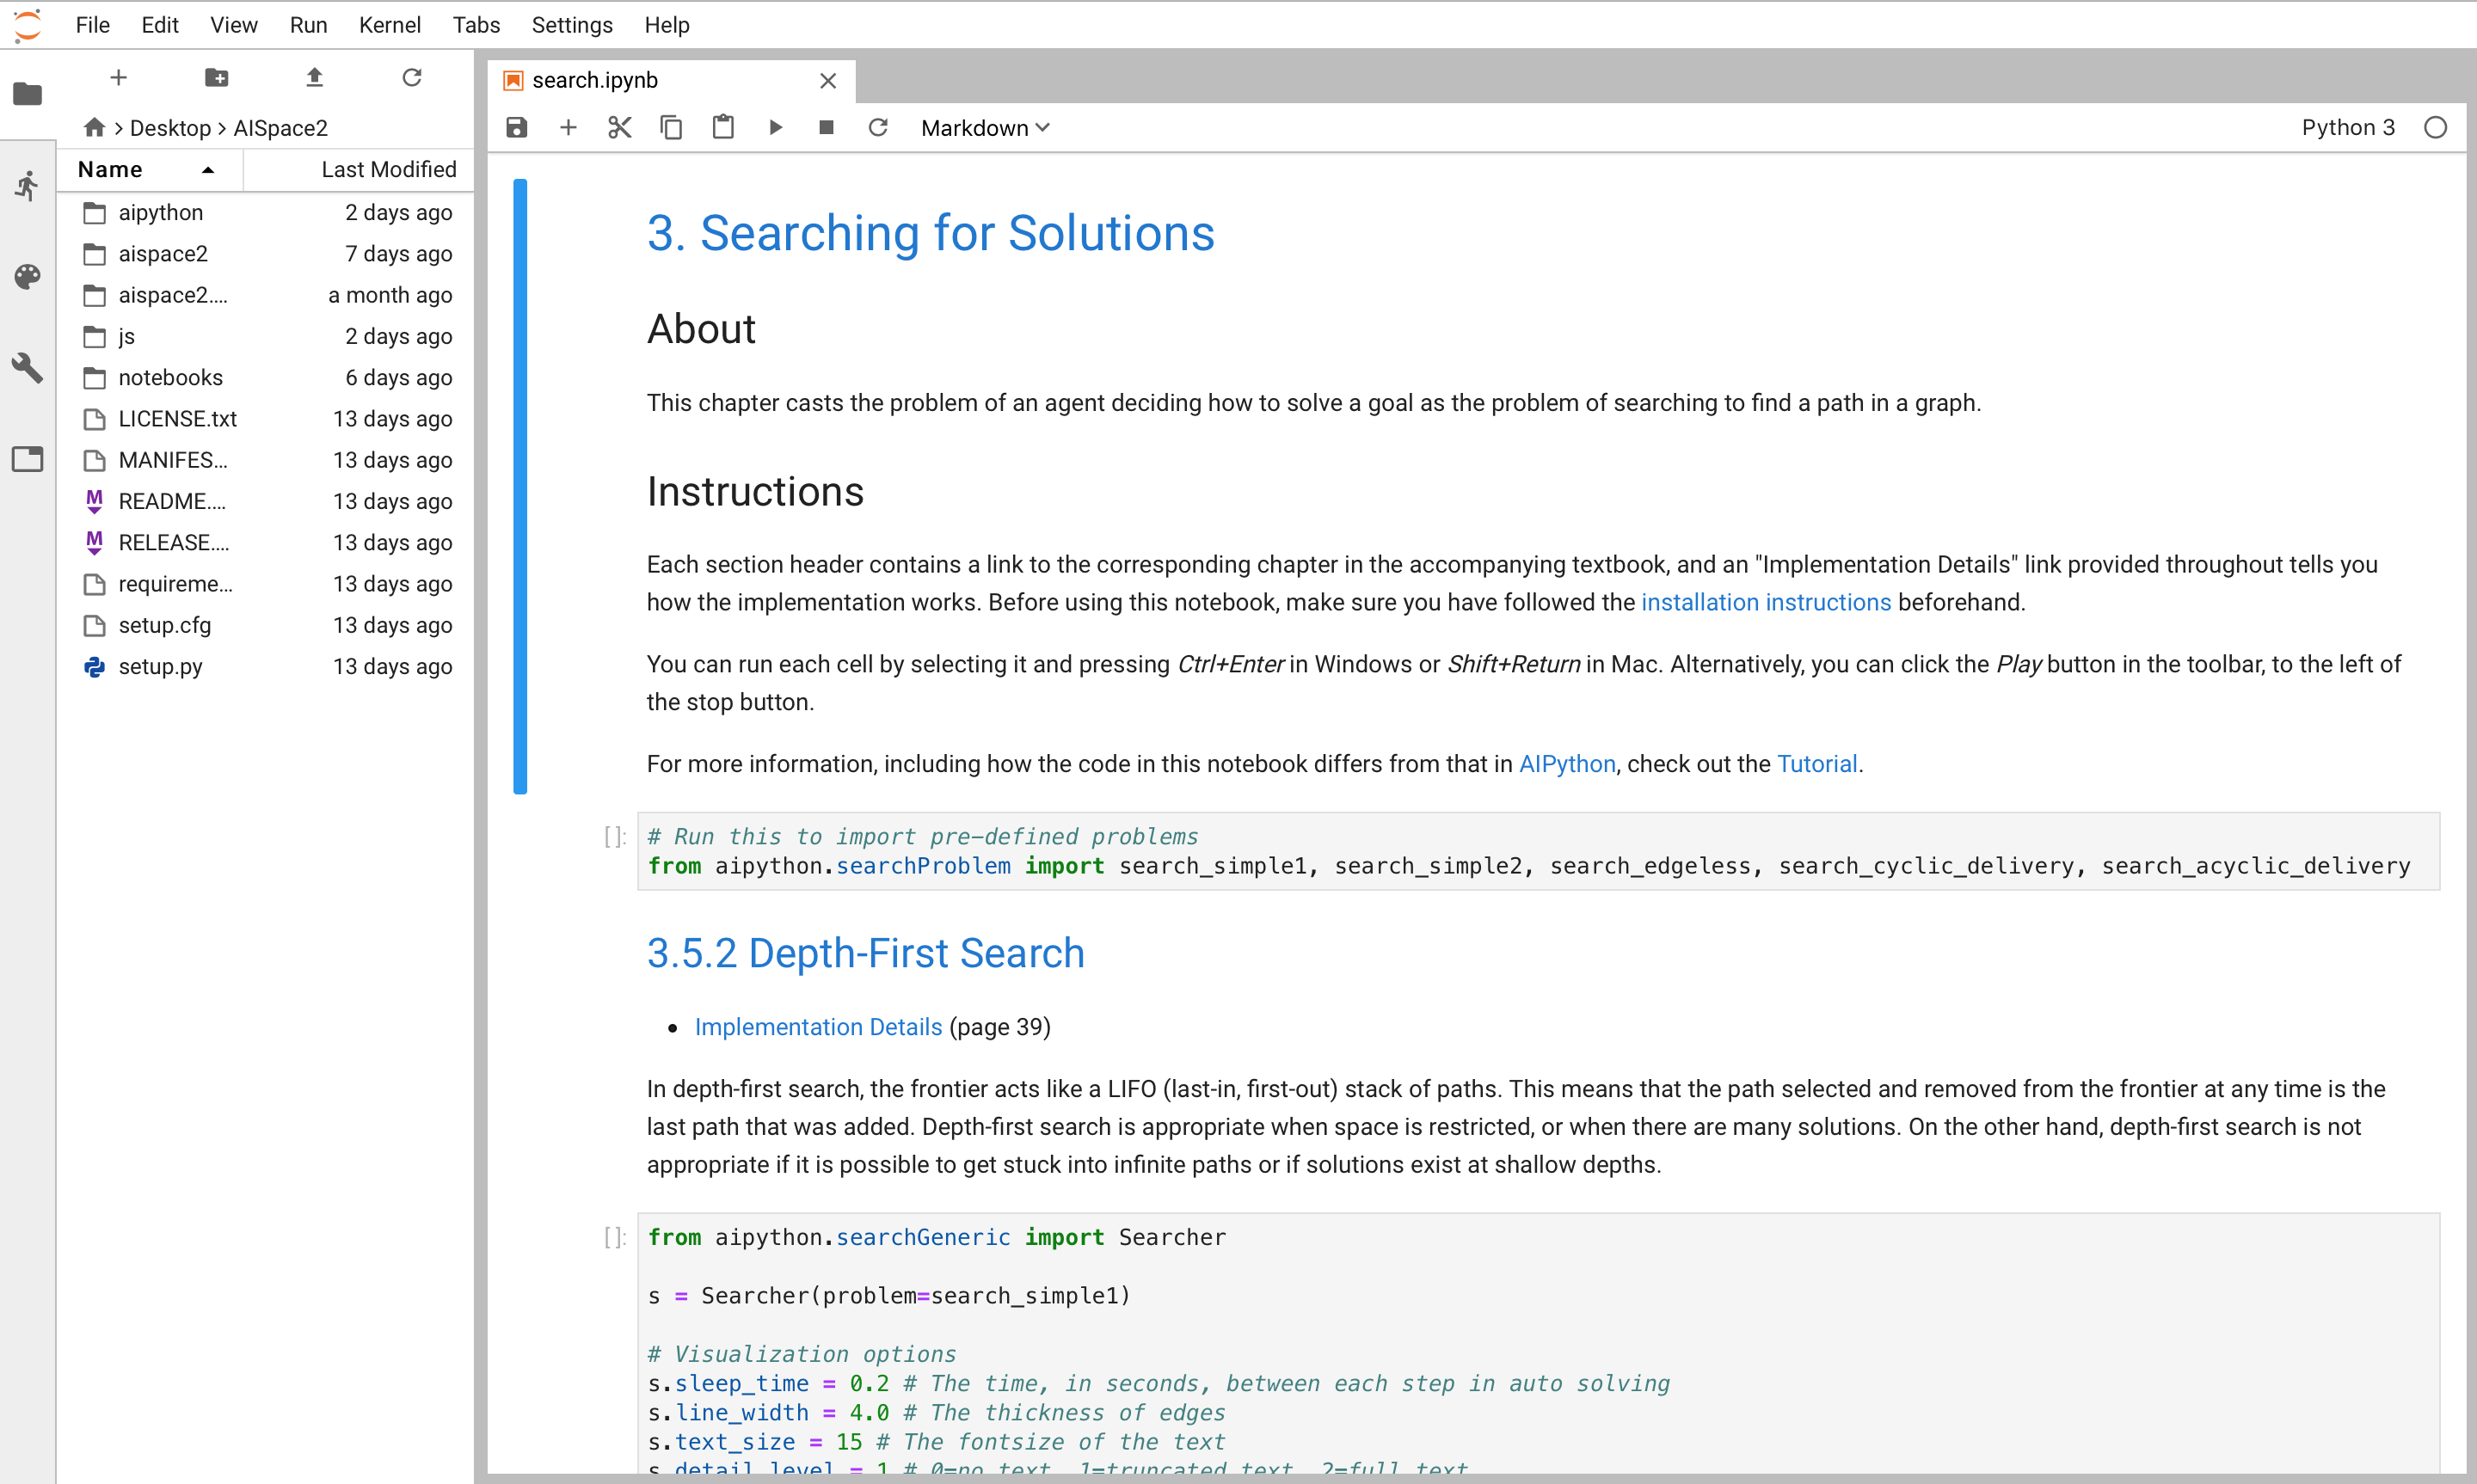 File Edit View Run Kernel Tabs Settings Help
Desktop > AISpace2
Name Last Modified
aipython 2 days ago
aispace2 7 days ago
aispace2.... a month ago
js 2 days ago
notebooks 6 days ago
LICENSE.txt 13 days ago
MANIFES... 13 days ago
README.... 13 days ago
RELEASE.... 13 days ago
requireme... 13 days ago
setup.cfg 13 days ago
setup.py 13 days ago
search.ipynb
Markdown Python 3
3. Searching for Solutions
About
This chapter casts the problem of an agent deciding how to solve a goal as the problem of searching to find a path in a graph.
Instructions
Each section header contains a link to the corresponding chapter in the accompanying textbook, and an "Implementation Details" link provided throughout tells you
how the implementation works. Before using this notebook, make sure you have followed the installation instructions beforehand.
You can run each cell by selecting it and pressing Ctrl+Enter in Windows or Shift+Return in Mac. Alternatively, you can click the Play button in the toolbar, to the left of
the stop button.
For more information, including how the code in this notebook differs from that in AIPython, check out the Tutorial.
[ ]: # Run this to import pre-defined problems
from aipython.searchProblem import search_simple1, search_simple2, search_edgeless, search_cyclic_delivery, search_acyclic_delivery
3.5.2 Depth-First Search
• Implementation Details (page 39)
In depth-first search, the frontier acts like a LIFO (last-in, first-out) stack of paths. This means that the path selected and removed from the frontier at any time is the
last path that was added. Depth-first search is appropriate when space is restricted, or when there are many solutions. On the other hand, depth-first search is not
appropriate if it is possible to get stuck into infinite paths or if solutions exist at shallow depths.
[ ]: from aipython.searchGeneric import Searcher
s = Searcher(problem=search_simple1)
# Visualization options
s.sleep_time = 0.2 # The time, in seconds, between each step in auto solving
s.line_width = 4.0 # The thickness of edges
s.text_size = 15 # The fontsize of the text
s.detail_level = 1 # 0=no text, 1=truncated text, 2=full text